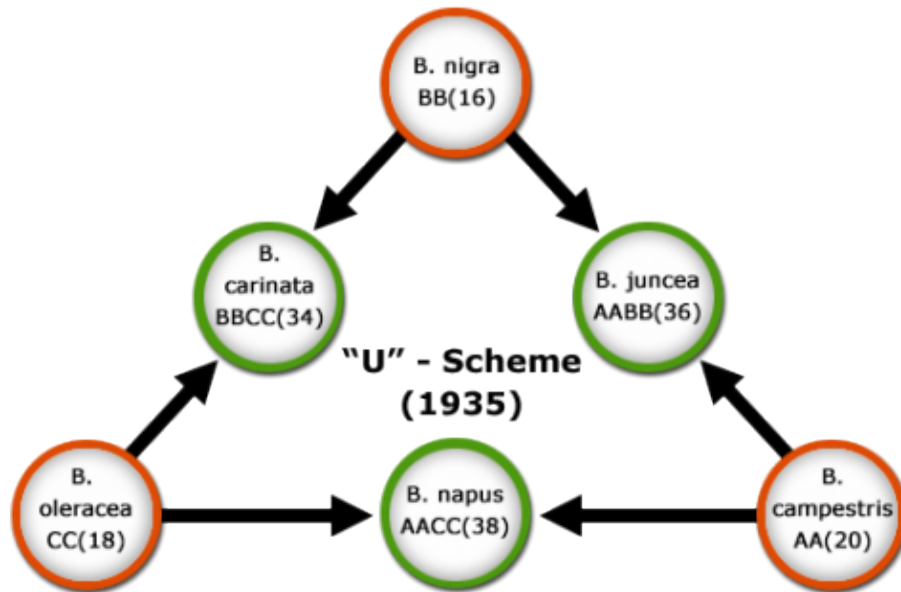 B. nigra
BB(16)
B.
carinata
BBCC(34)
B. juncea
AABB(36)
“U” - Scheme
(1935)
B.
oleracea
CC(18)
B. napus
AACC(38)
B.
campestris
AA(20)